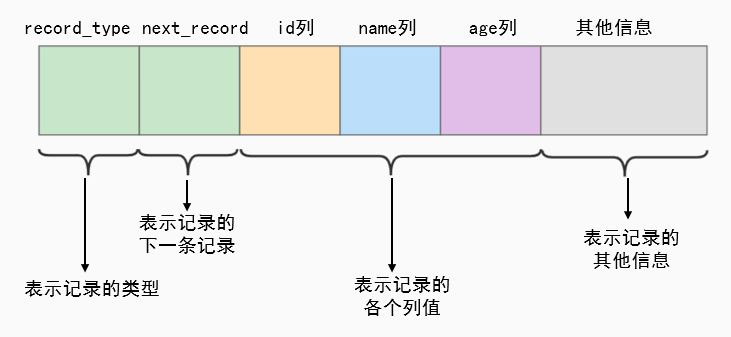 record_type next_record id列 name列 age列 其他信息
表示记录的
下一条记录
表示记录的
其他信息
表示记录的类型
表示记录的
各个列值